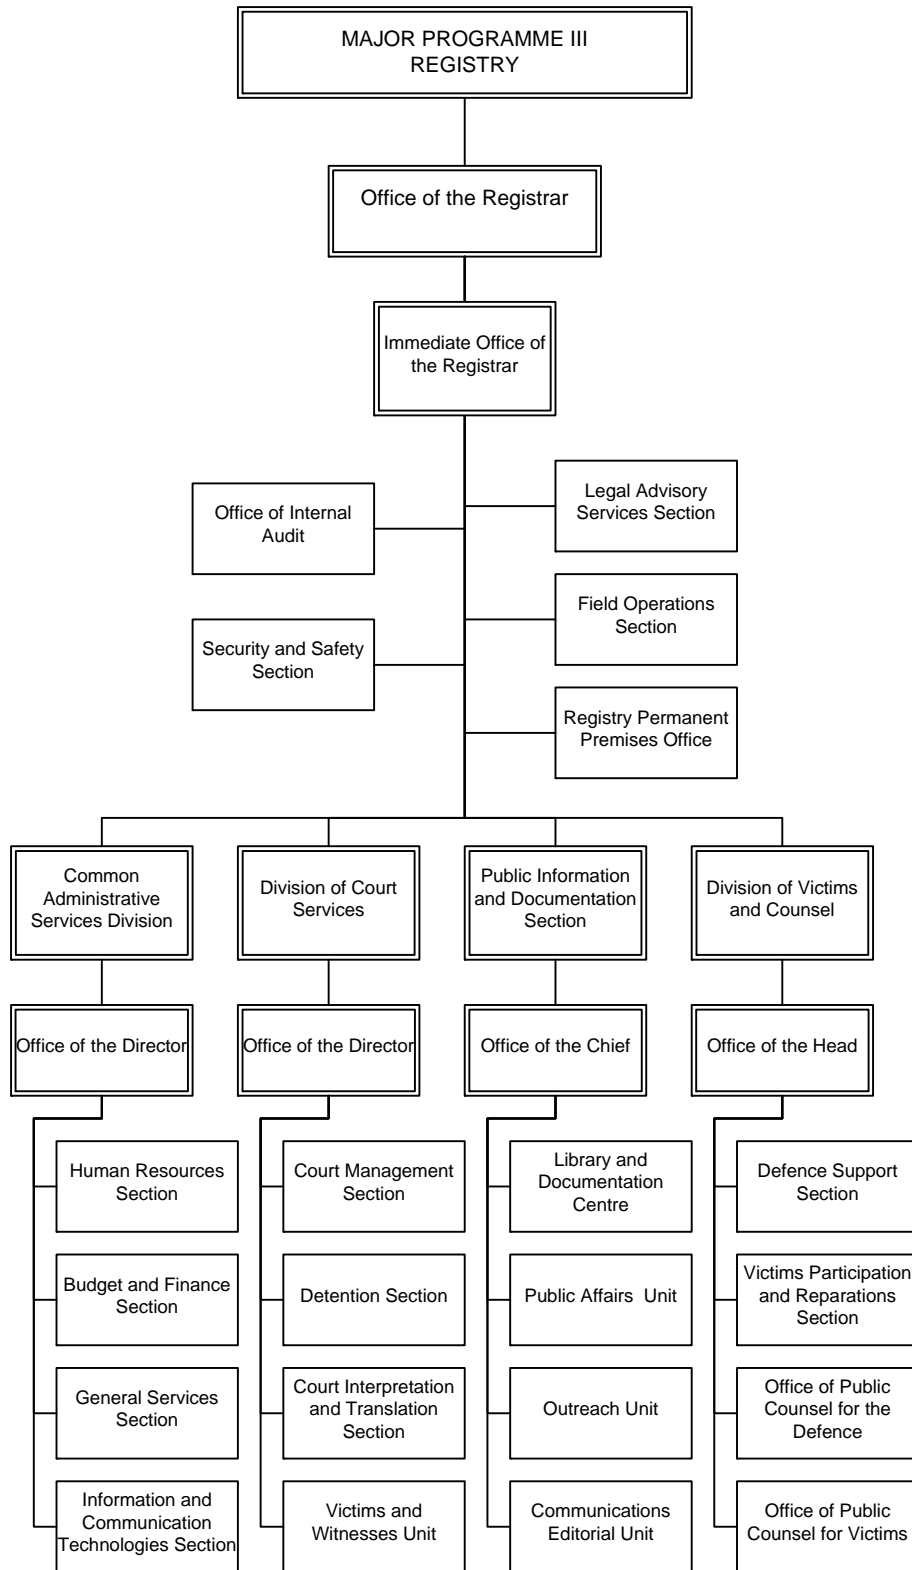 MAJOR PROGRAMME III
REGISTRY
Office of the Registrar
Immediate Office of
the Registrar
Office of Internal
Audit
Legal Advisory
Services Section
Field Operations
Section
Security and Safety
Section
Registry Permanent
Premises Office
Common
Administrative
Services Division
Division of Court
Services
Public Information
and Documentation
Section
Division of Victims
and Counsel
Office of the Director
Office of the Director
Office of the Chief
Office of the Head
Human Resources
Section
Court Management
Section
Library and
Documentation
Centre
Defence Support
Section
Budget and Finance
Section
Detention Section
Public Affairs Unit
Victims Participation
and Reparations
Section
General Services
Section
Court Interpretation
and Translation
Section
Outreach Unit
Office of Public
Counsel for the
Defence
Information and
Communication
Technologies Section
Victims and
Witnesses Unit
Communications
Editorial Unit
Office of Public
Counsel for Victims